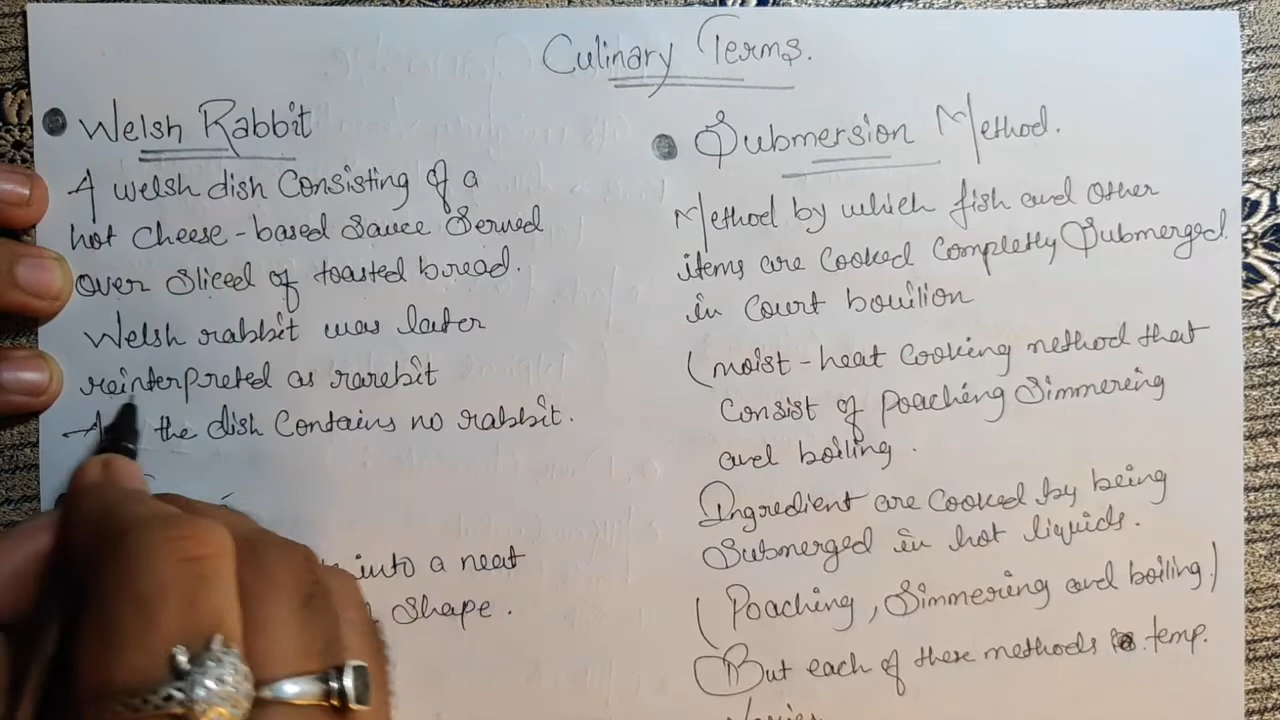 Culinary Terms.
Welsh Rabbit
A welsh dish Consisting of a
hot cheese-based Sauce Served
over Sliced of toasted bread.
Welsh rabbit was later
reinterpreted as rarebit
the dish Contains no rabbit.
into a neat
Shape.
Submersion Method.
Method by which fish and other
items are Cooked Completly Submerged
in Court bouilion
(moist-heat Cooking method that
Consist of Poaching Simmereing
and boiling.
Ingredient are Cooked by being
Submerged in hot liquids.
(Poaching, Simmering and boiling)
But each of these methods temp.